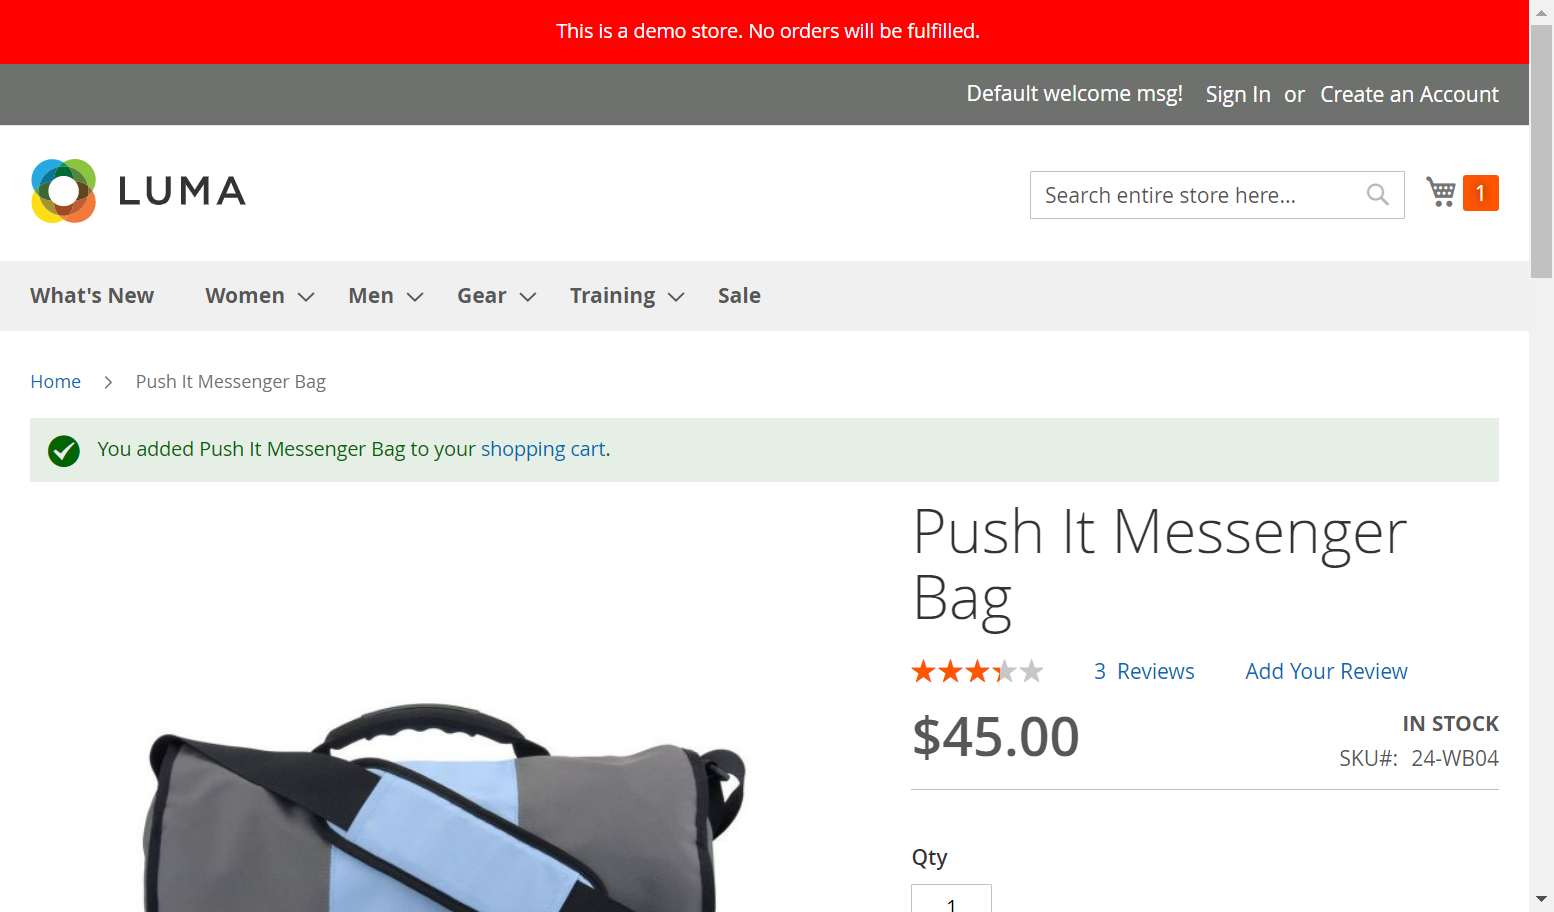 This is a demo store. No orders will be fulfilled.
Default welcome msg! Sign In or Create an Account
LUMA
Search entire store here...
1
What's New Women Men Gear Training Sale
Home Push It Messenger Bag
You added Push It Messenger Bag to your shopping cart.
Push It Messenger
Bag
3 Reviews Add Your Review
$45.00
IN STOCK
SKU#: 24-WB04
Qty
1